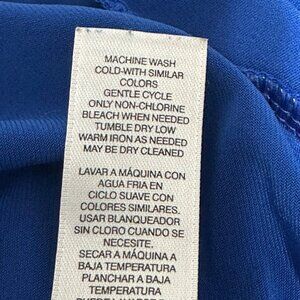 MACHINE WASH
COLD-WITH SIMILAR
COLORS
GENTLE CYCLE
ONLY NON-CHLORINE
BLEACH WHEN NEEDED
TUMBLE DRY LOW
WARM IRON AS NEEDED
MAY BE DRY CLEANED
LAVAR A MÁQUINA CON
AGUA FRIA EN
CICLO SUAVE CON
COLORES SIMILARES.
USAR BLANQUEADOR
SIN CLORO CUANDO SE
NECESITE.
SECAR A MÁQUINA A
BAJA TEMPERATURA
PLANCHAR A BAJA
TEMPERATURA